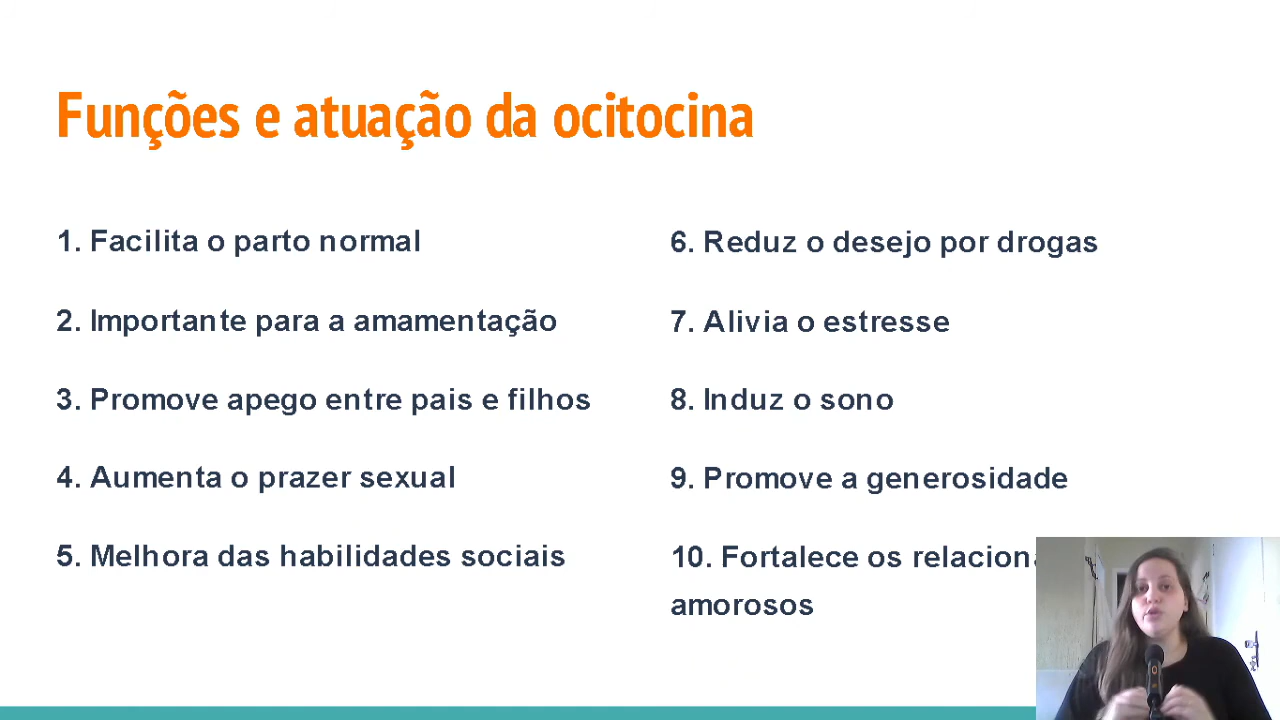 Funções e atuação da ocitocina
1. Facilita o parto normal
2. Importante para a amamentação
3. Promove apego entre pais e filhos
4. Aumenta o prazer sexual
5. Melhora das habilidades sociais
6. Reduz o desejo por drogas
7. Alivia o estresse
8. Induz o sono
9. Promove a generosidade
10. Fortalece os
amorosos